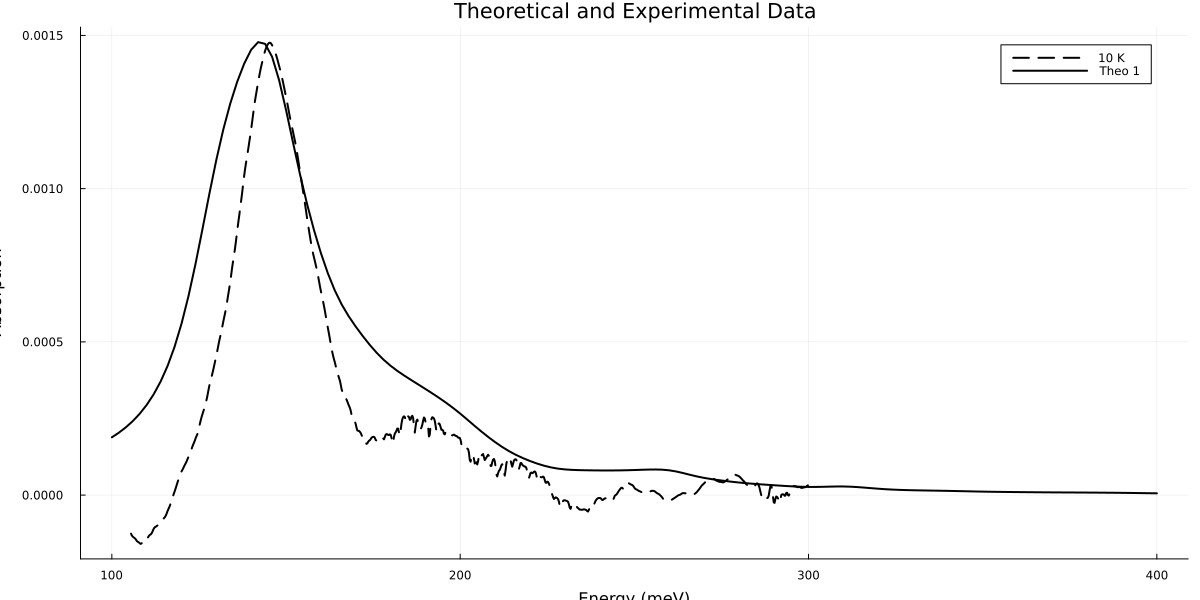 Theoretical and Experimental Data
0.0015
10 K
Theo 1
0.0010
0.0005
0.0000
100
200
300
400
Energy (meV)